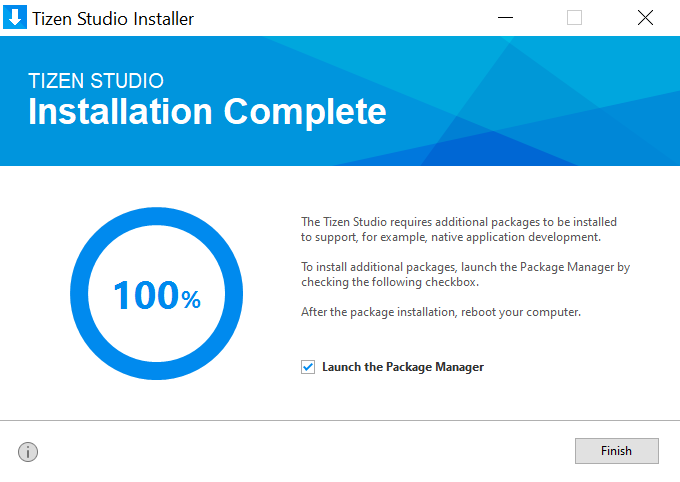 Tizen Studio Installer
TIZEN STUDIO
Installation Complete
100%
The Tizen Studio requires additional packages to be installed
to support, for example, native application development.
To install additional packages, launch the Package Manager by
checking the following checkbox.
After the package installation, reboot your computer.
Launch the Package Manager
Finish